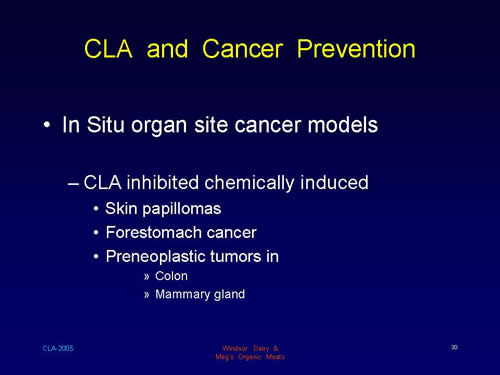 CLA and Cancer Prevention
• In Situ organ site cancer models
– CLA inhibited chemically induced
• Skin papillomas
• Forestomach cancer
• Preneoplastic tumors in
» Colon
» Mammary gland
CLA-2005
Windsor Dairy &
Meg's Organic Meats
30